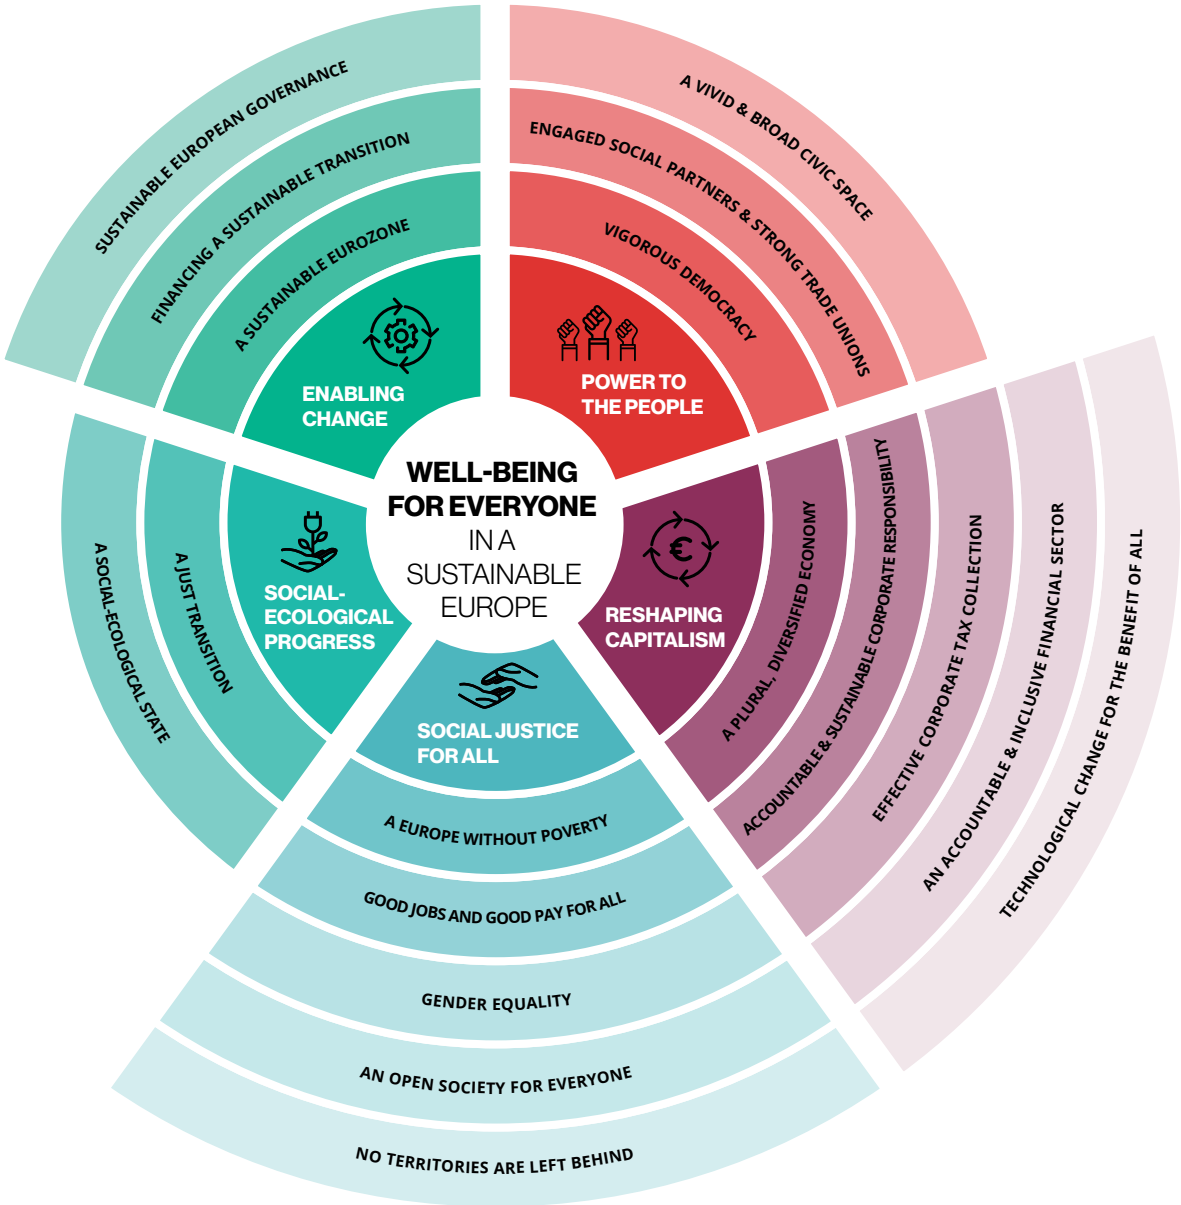 WELL-BEING
FOR EVERYONE
IN A
SUSTAINABLE
EUROPE
POWER TO
THE PEOPLE
VIGOROUS DEMOCRACY
ENGAGED SOCIAL PARTNERS & STRONG TRADE UNIONS
A VIVID & BROAD CIVIC SPACE
RESHAPING
CAPITALISM
A PLURAL, DIVERSIFIED ECONOMY
ACCOUNTABLE & SUSTAINABLE CORPORATE RESPONSIBILITY
EFFECTIVE CORPORATE TAX COLLECTION
AN ACCOUNTABLE & INCLUSIVE FINANCIAL SECTOR
TECHNOLOGICAL CHANGE FOR THE BENEFIT OF ALL
SOCIAL JUSTICE
FOR ALL
A EUROPE WITHOUT POVERTY
GOOD JOBS AND GOOD PAY FOR ALL
GENDER EQUALITY
AN OPEN SOCIETY FOR EVERYONE
NO TERRITORIES ARE LEFT BEHIND
SOCIAL-
ECOLOGICAL
PROGRESS
A JUST TRANSITION
A SOCIAL-ECOLOGICAL STATE
ENABLING
CHANGE
A SUSTAINABLE EUROZONE
FINANCING A SUSTAINABLE TRANSITION
SUSTAINABLE EUROPEAN GOVERNANCE
€